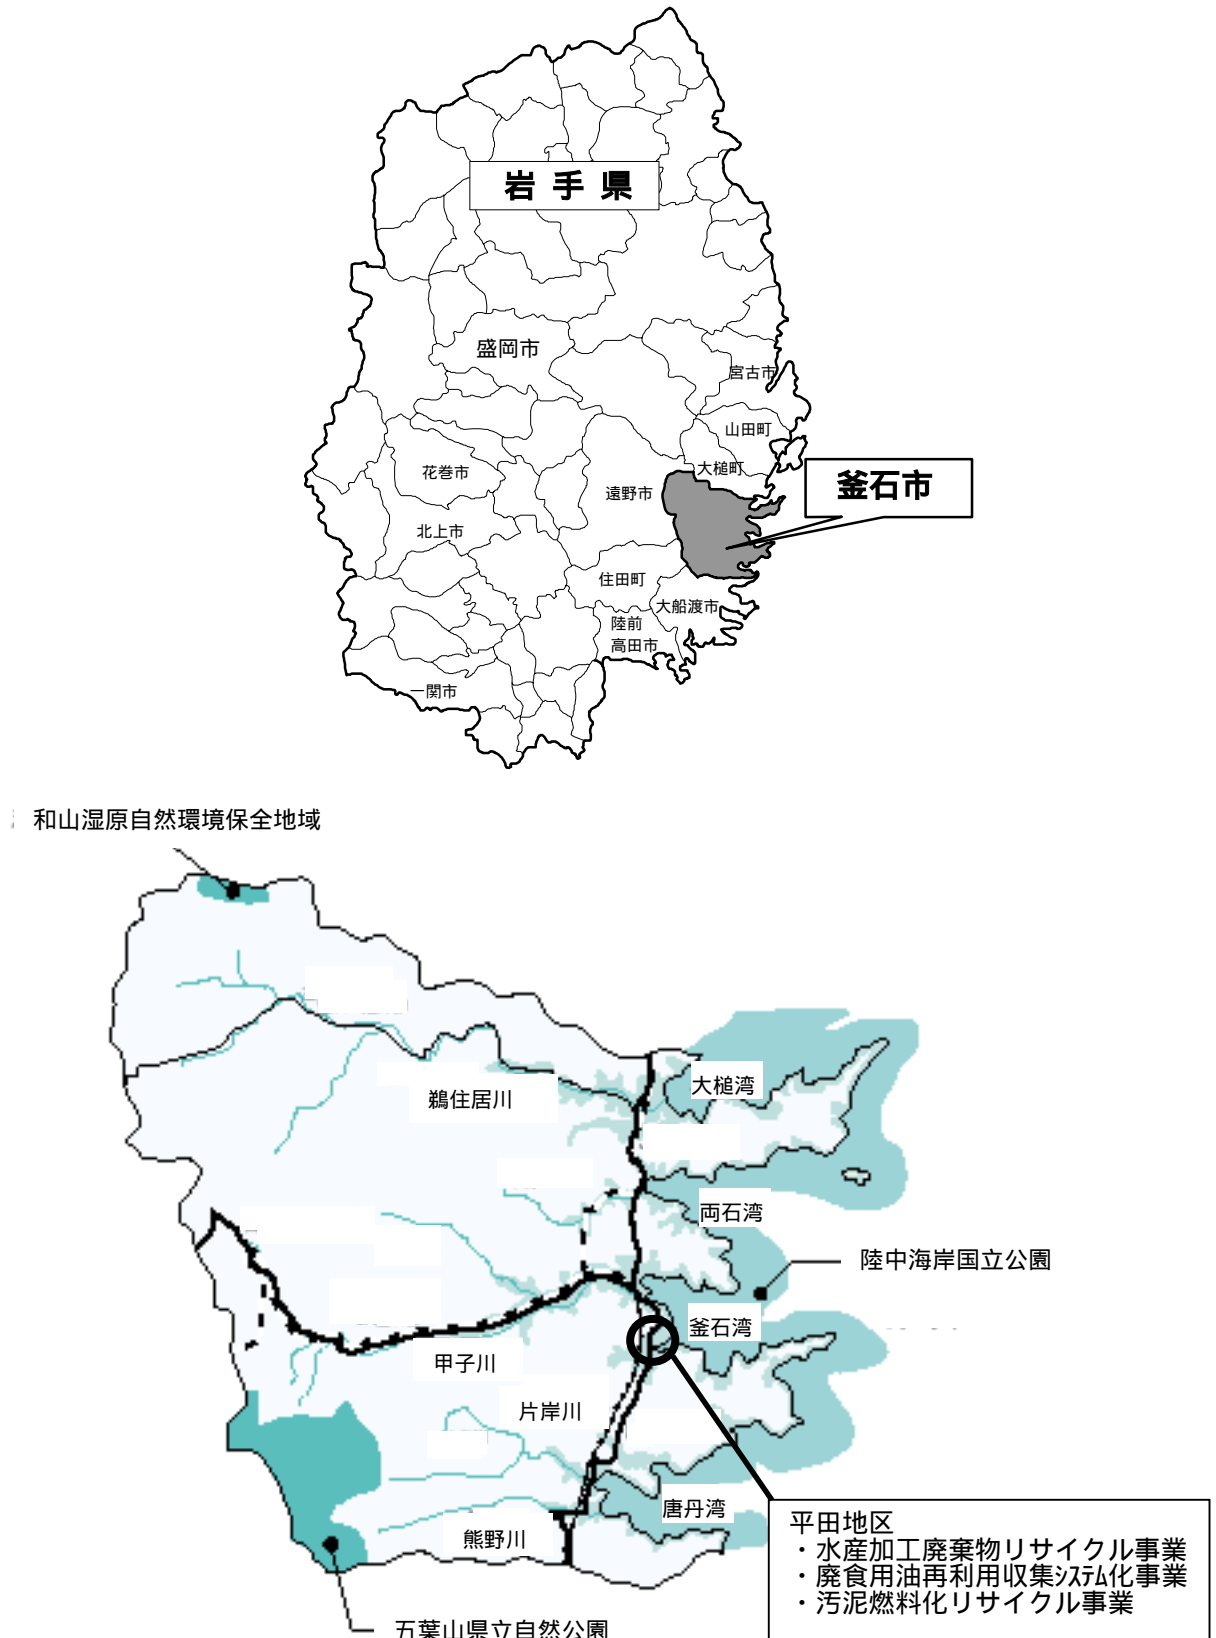 岩手県
盛岡市
宮古市
山田町
大槌町
花巻市
遠野市
釜石市
北上市
住田町
大船渡市
陸前
高田市
一関市
和山湿原自然環境保全地域
大槌湾
鵜住居川
両石湾
陸中海岸国立公園
釜石湾
甲子川
片岸川
唐丹湾
熊野川
平田地区
・水産加工廃棄物リサイクル事業
・廃食用油再利用収集ｼｽﾃﾑ化事業
・汚泥燃料化リサイクル事業
五葉山県立自然公園